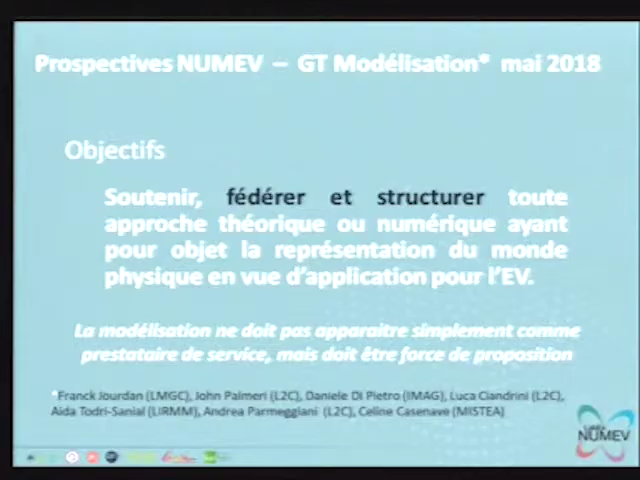 Prospectives NUMEV – GT Modélisation* mai 2018
Objectifs
Soutenir, fédérer et structurer toute
approche théorique ou numérique ayant
pour objet la représentation du monde
physique en vue d'application pour l'EV.
La modélisation ne doit pas apparaitre simplement comme
prestataire de service, mais doit être force de proposition
*Franck Jourdan (LMGC), John Palmeri (L2C), Daniele Di Pietro (IMAG), Luca Ciandrini (L2C),
Aida Todri-Sanial (LIRMM), Andrea Parmeggiani (L2C), Celine Casenave (MISTEA)
NUMEV